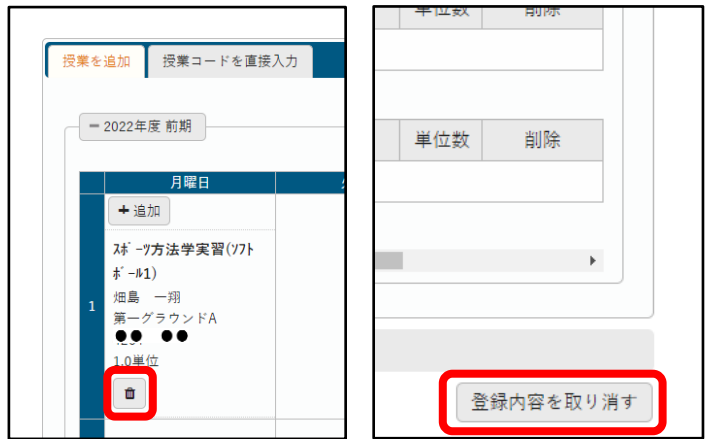 授業を追加
授業コードを直接入力
2022年度 前期
月曜日
追加
ｽﾎﾟｰﾂ方法学実習(ｿﾌﾄ
ﾎﾞｰﾙ1)
畑島　一翔
第一グラウンドA
●●　●●
1.0単位
1
単位数 削除
単位数 削除
登録内容を取り消す